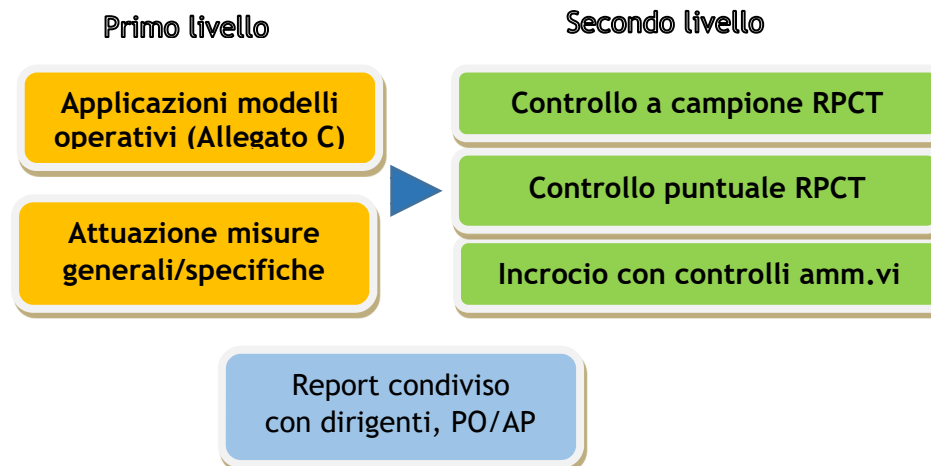 Primo livello
Secondo livello
Applicazioni modelli
operativi (Allegato C)
Attuazione misure
generali/specifiche
Controllo a campione RPCT
Controllo puntuale RPCT
Incrocio con controlli amm.vi
Report condiviso
con dirigenti, PO/AP